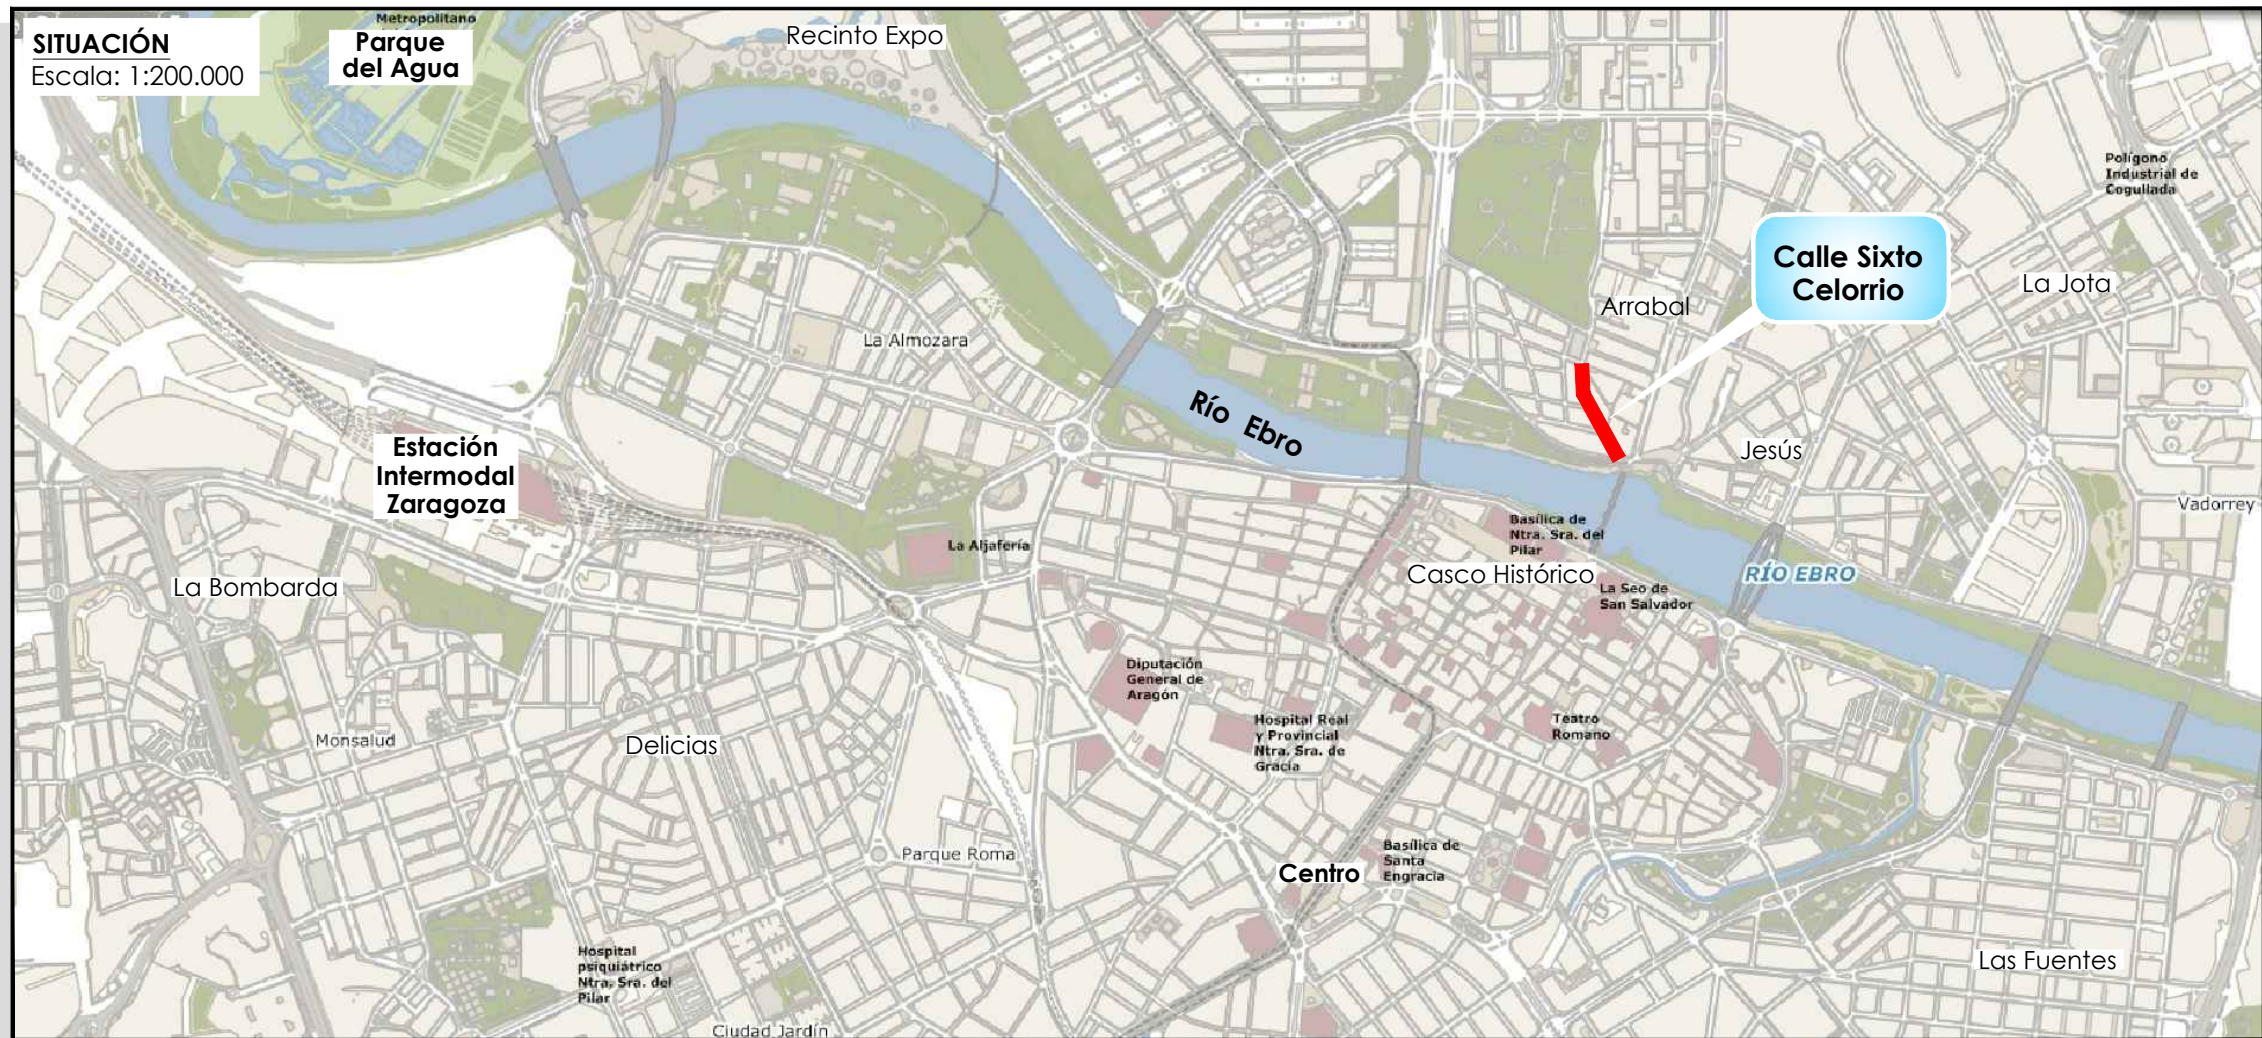 Metropolitano
SITUACIÓN
Escala: 1:200.000
Parque
del Agua
Recinto Expo
Polígono
Industrial de
Cogullada
Calle Sixto
Celorrio
La Jota
Arrabal
La Almozara
Río Ebro
Estación
Intermodal
Zaragoza
Jesús
Vadorrey
Basílica de
Ntra. Sra. del
Pilar
La Aljafería
Casco Histórico
RÍO EBRO
La Bombarda
La Seo de
San Salvador
Diputación
General de
Aragón
Hospital Real
y Provincial
Ntra. Sra. de
Gracia
Teatro
Romano
Monsalud
Delicias
Parque Roma
Centro
Basílica de
Santa
Engracia
Hospital
psiquiátrico
Ntra. Sra. del
Pilar
Las Fuentes
Ciudad Jardín